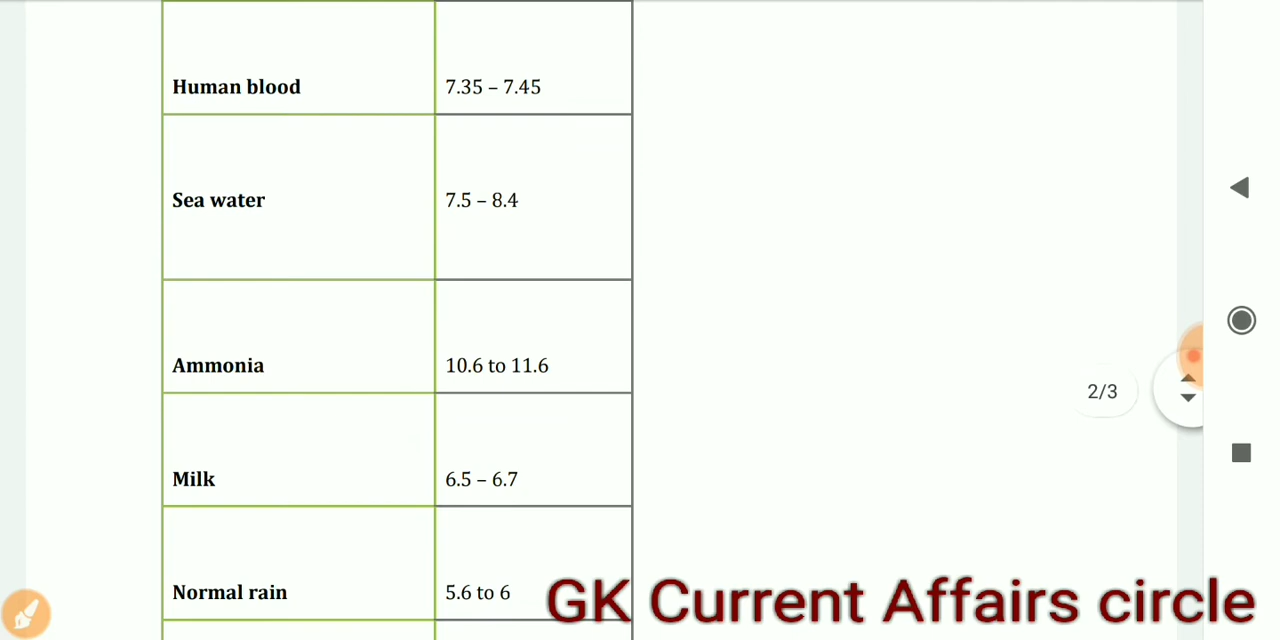 Human blood 7.35 – 7.45
Sea water 7.5 – 8.4
Ammonia 10.6 to 11.6
2/3
Milk 6.5 – 6.7
Normal rain 5.6 to 6
GK Current Affairs circle